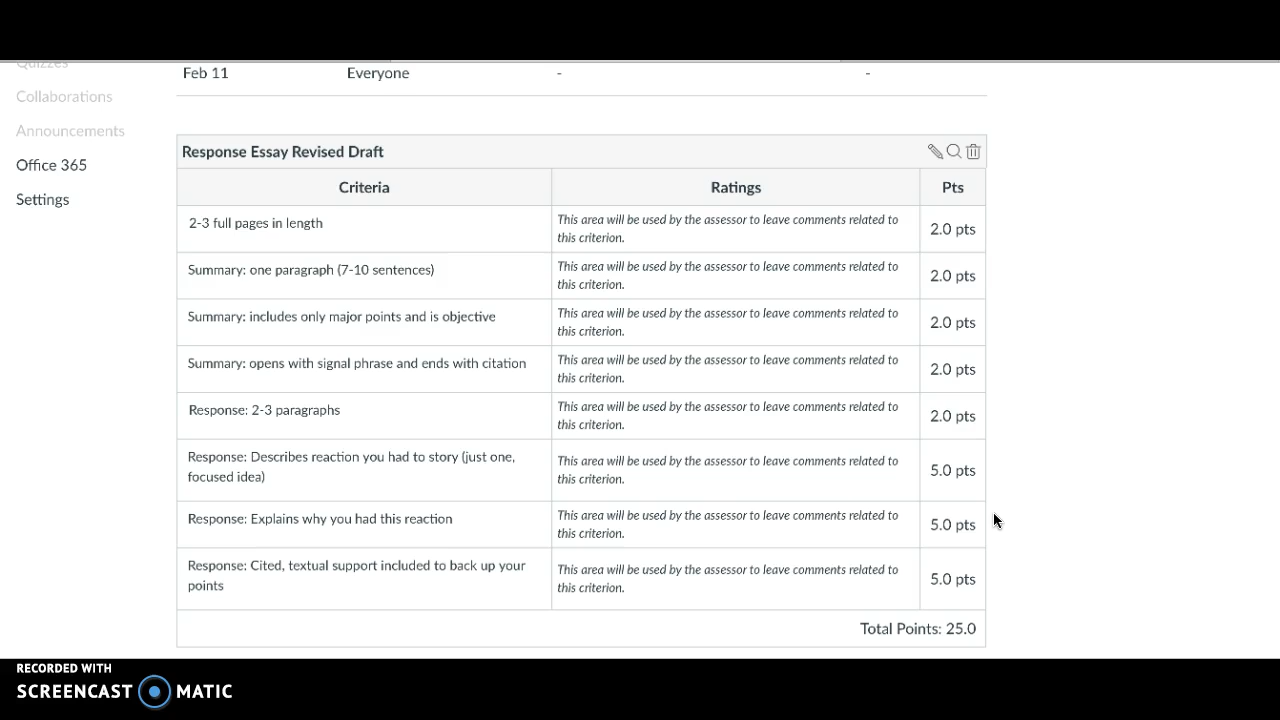 Quizzes
Feb 11 Everyone - -
Collaborations
Announcements
Office 365
Settings
Response Essay Revised Draft
Criteria Ratings Pts
2-3 full pages in length
This area will be used by the assessor to leave comments related to
this criterion.
2.0 pts
Summary: one paragraph (7-10 sentences)
This area will be used by the assessor to leave comments related to
this criterion.
2.0 pts
Summary: includes only major points and is objective
This area will be used by the assessor to leave comments related to
this criterion.
2.0 pts
Summary: opens with signal phrase and ends with citation
This area will be used by the assessor to leave comments related to
this criterion.
2.0 pts
Response: 2-3 paragraphs
This area will be used by the assessor to leave comments related to
this criterion.
2.0 pts
Response: Describes reaction you had to story (just one,
focused idea)
This area will be used by the assessor to leave comments related to
this criterion.
5.0 pts
Response: Explains why you had this reaction
This area will be used by the assessor to leave comments related to
this criterion.
5.0 pts
Response: Cited, textual support included to back up your
points
This area will be used by the assessor to leave comments related to
this criterion.
5.0 pts
Total Points: 25.0
RECORDED WITH
SCREENCAST MATIC